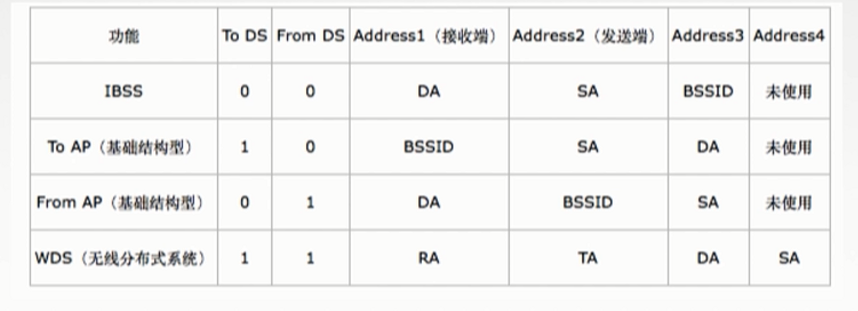 功能 To DS From DS Address1（接收端） Address2（发送端） Address3 Address4
IBSS 0 0 DA SA BSSID 未使用
To AP（基础结构型） 1 0 BSSID SA DA 未使用
From AP（基础结构型） 0 1 DA BSSID SA 未使用
WDS（无线分布式系统） 1 1 RA TA DA SA